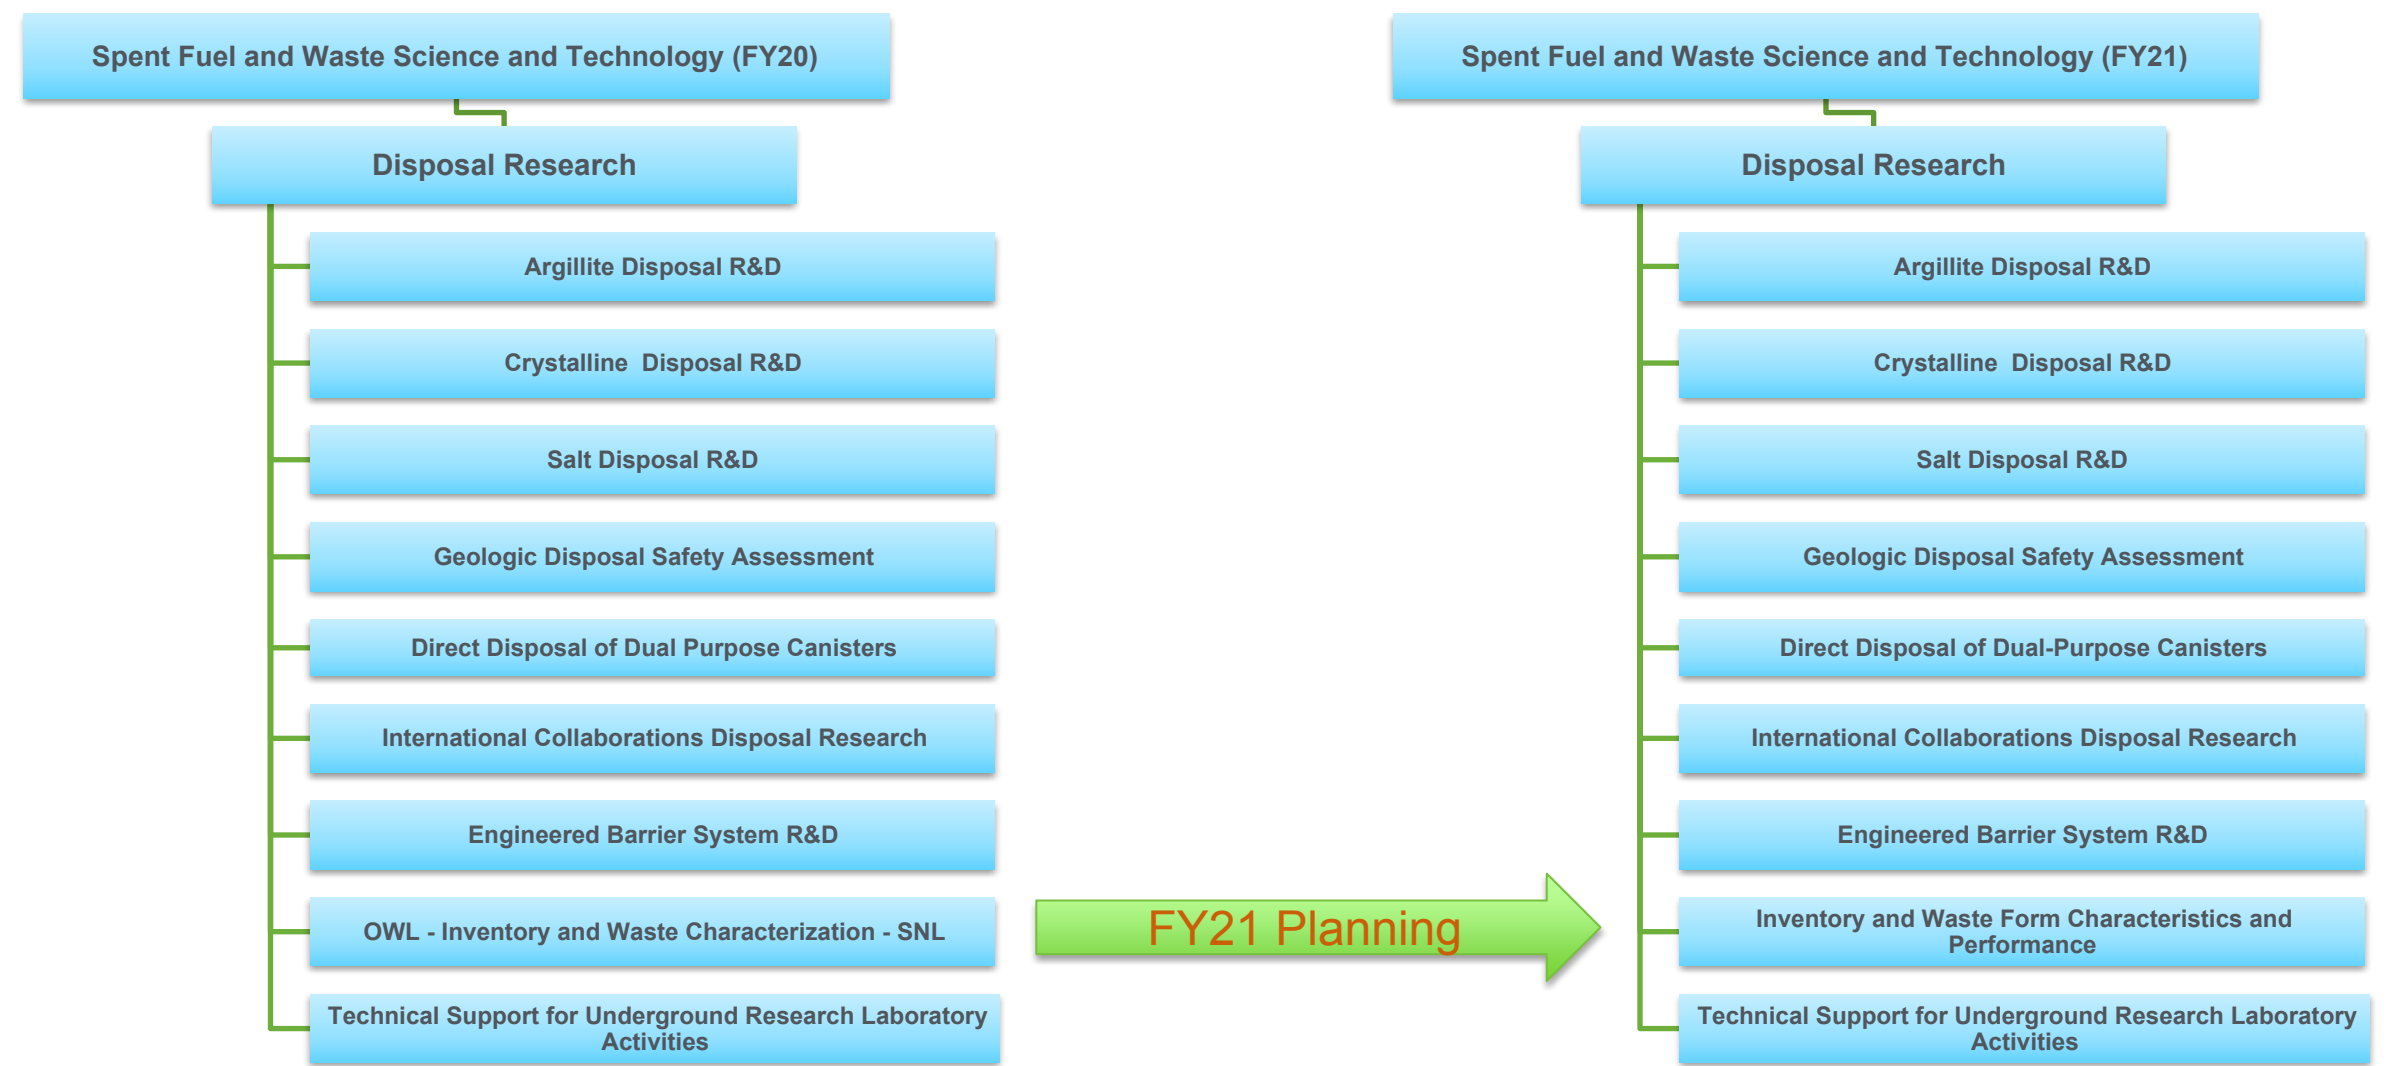 Spent Fuel and Waste Science and Technology (FY20)
Disposal Research
Argillite Disposal R&D
Crystalline  Disposal R&D
Salt Disposal R&D
Geologic Disposal Safety Assessment
Direct Disposal of Dual Purpose Canisters
International Collaborations Disposal Research
Engineered Barrier System R&D
OWL - Inventory and Waste Characterization - SNL
Technical Support for Underground Research Laboratory
Activities
FY21 Planning
Spent Fuel and Waste Science and Technology (FY21)
Disposal Research
Argillite Disposal R&D
Crystalline  Disposal R&D
Salt Disposal R&D
Geologic Disposal Safety Assessment
Direct Disposal of Dual-Purpose Canisters
International Collaborations Disposal Research
Engineered Barrier System R&D
Inventory and Waste Form Characteristics and
Performance
Technical Support for Underground Research Laboratory
Activities